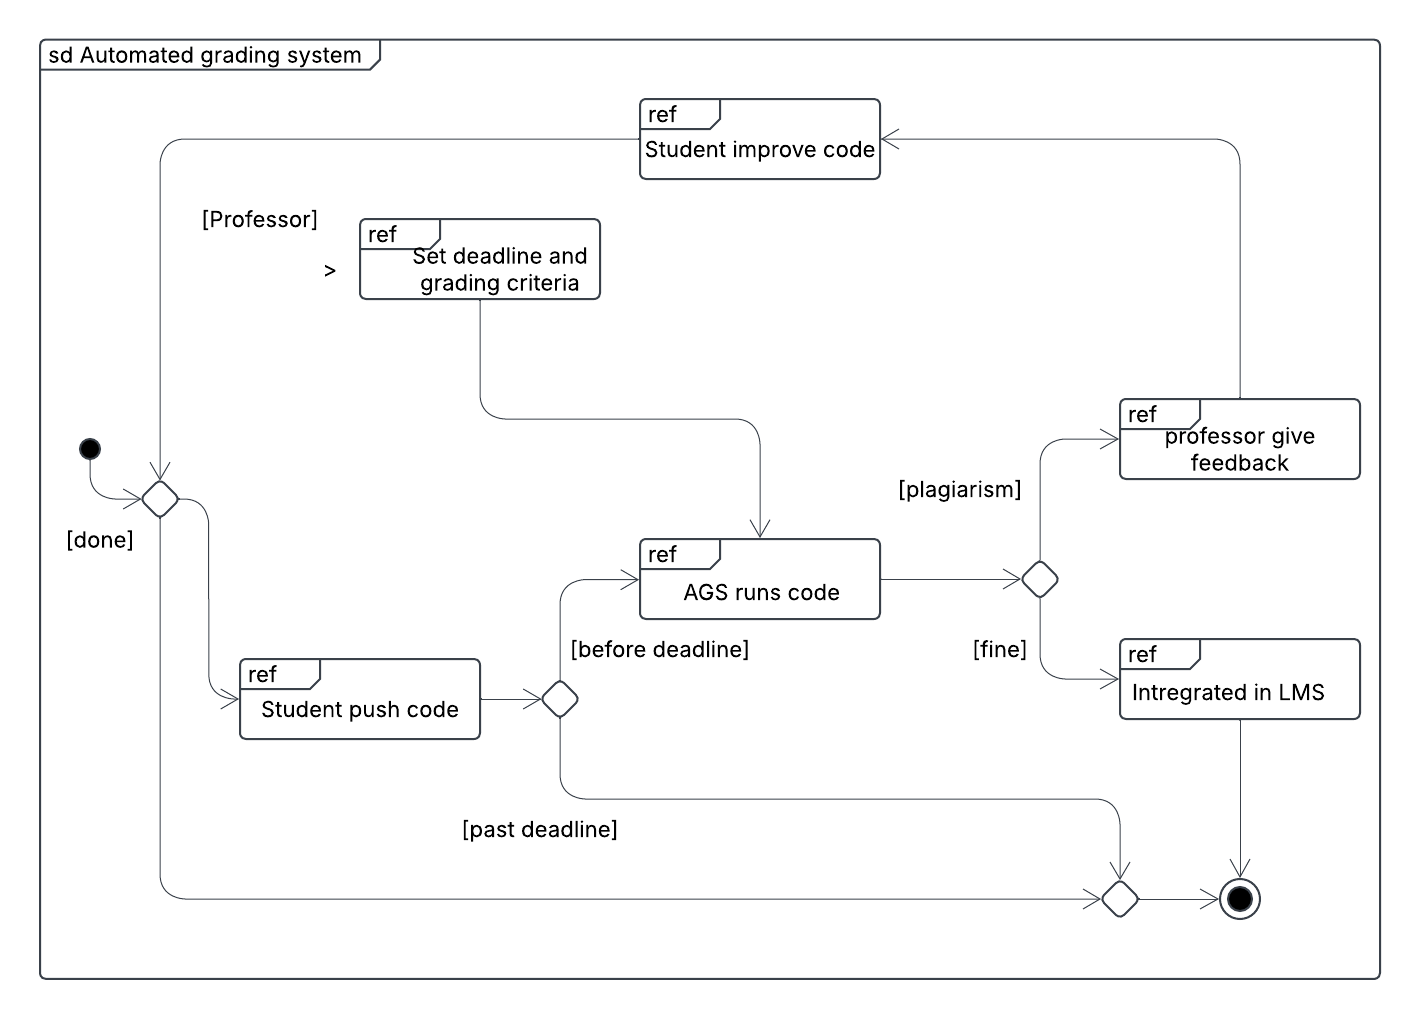 sd Automated grading system
ref
Student improve code
[Professor]
ref
Set deadline and
grading criteria
>
ref
professor give
feedback
[plagiarism]
[done]
ref
AGS runs code
[before deadline]
[fine]
ref
Intregrated in LMS
ref
Student push code
[past deadline]